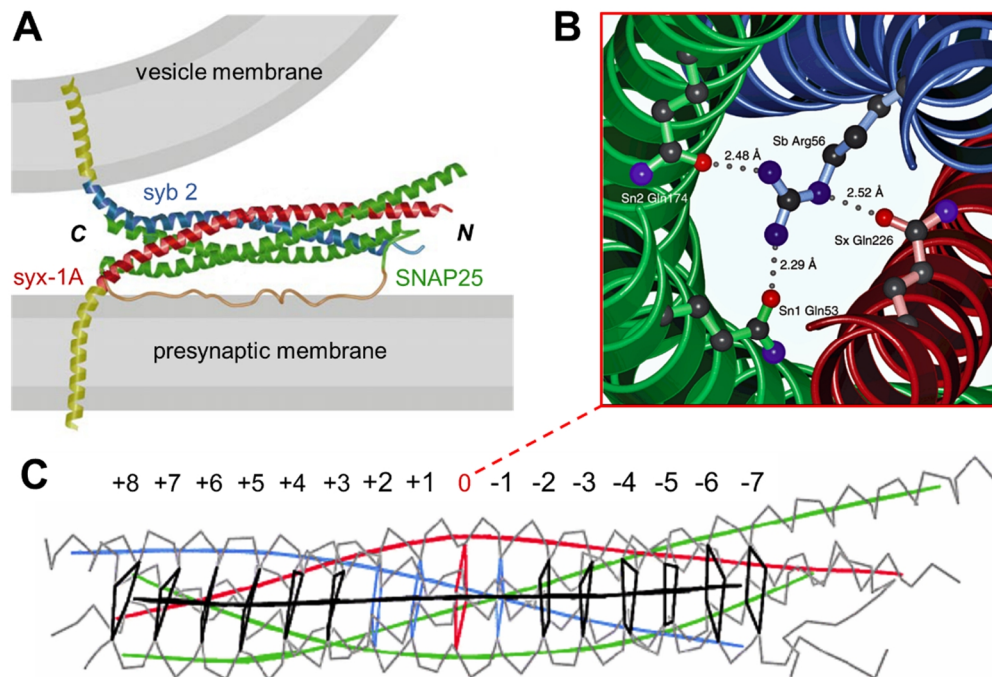 A
vesicle membrane
syb 2
C
N
syx-1A
SNAP25
presynaptic membrane
B
Sb Arg56
2.48 Å
Sn2 Gln174
2.52 Å
Sx Gln226
2.29 Å
Sn1 Gln53
C
+8 +7 +6 +5 +4 +3 +2 +1 0 -1 -2 -3 -4 -5 -6 -7